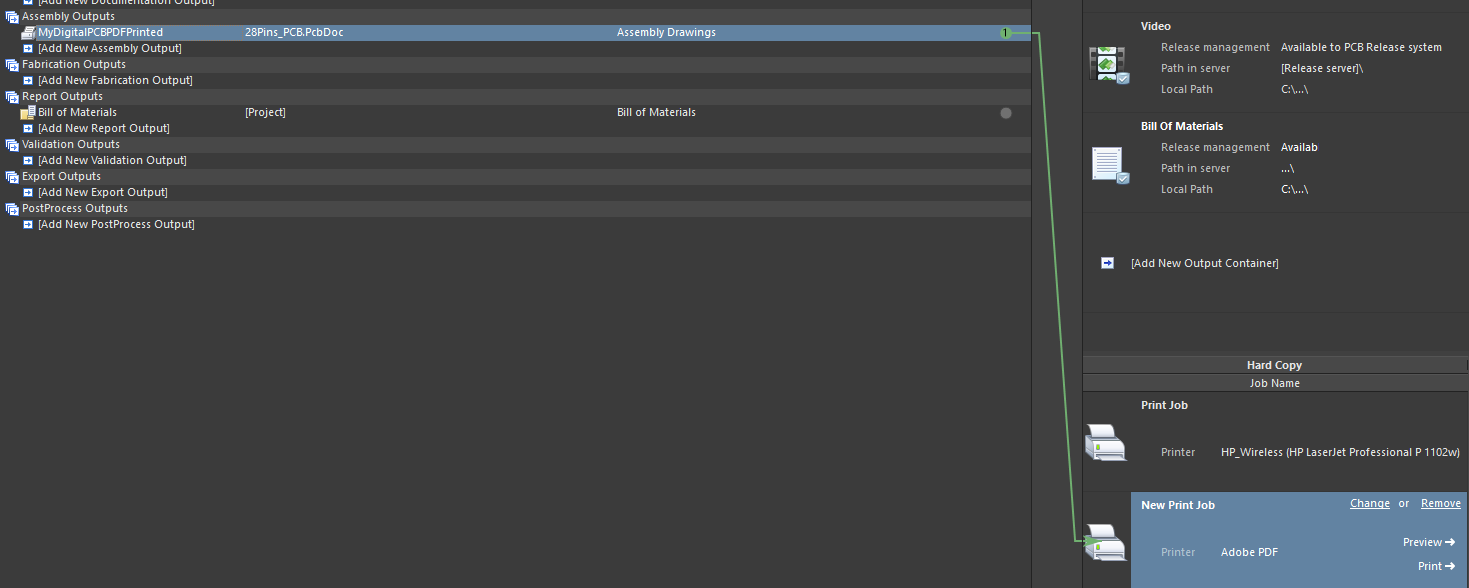 [Add New Documentation Output]
Assembly Outputs
MyDigitalPCBPDFPrinted 28Pins_PCB.PcbDoc Assembly Drawings 1
[Add New Assembly Output]
Fabrication Outputs
[Add New Fabrication Output]
Report Outputs
Bill of Materials [Project] Bill of Materials
[Add New Report Output]
Validation Outputs
[Add New Validation Output]
Export Outputs
[Add New Export Output]
PostProcess Outputs
[Add New PostProcess Output]
Video
Release management Available to PCB Release system
Path in server [Release server]\
Local Path C:\...\
Bill Of Materials
Release management Availab
Path in server ...\
Local Path C:\...\
[Add New Output Container]
Hard Copy
Job Name
Print Job
Printer HP_Wireless (HP LaserJet Professional P 1102w)
New Print Job Change or Remove
Preview
Printer Adobe PDF
Print